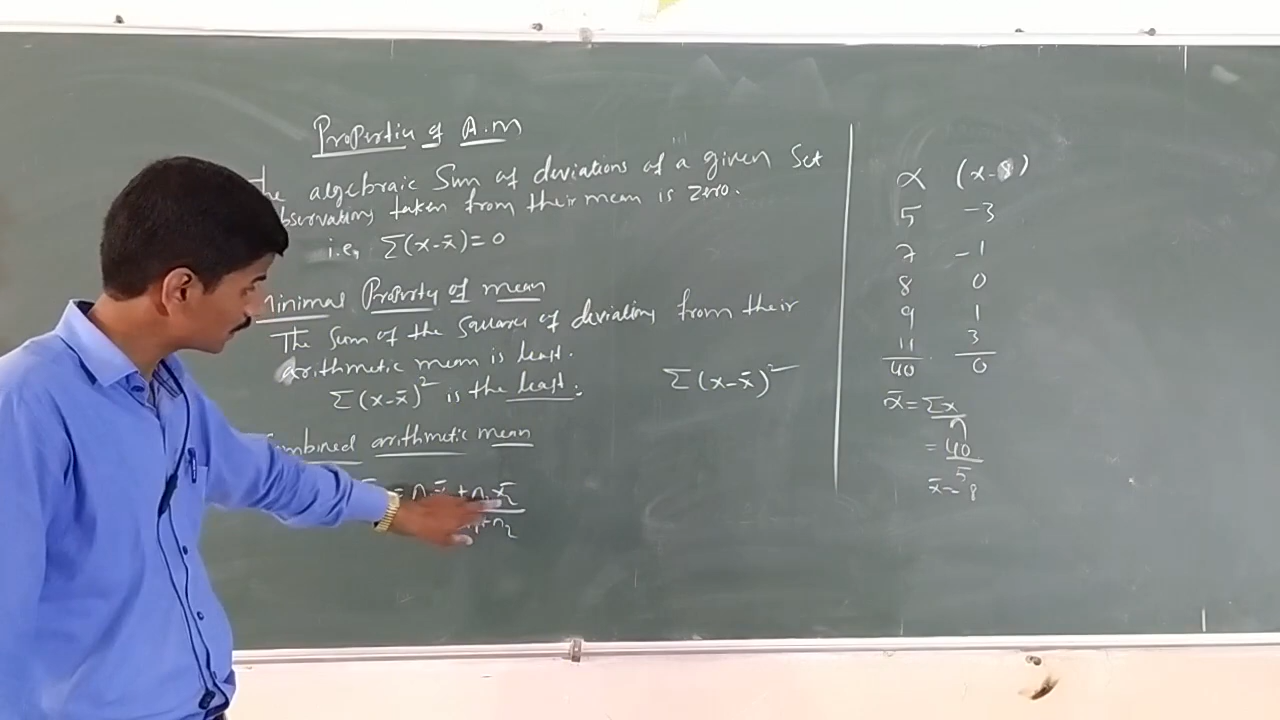 Properties of A.M
The algebraic Sum of deviations of a given Set
observations taken from their mean is zero.
i.e, Σ(x-x̄)=0
Minimal Property of mean
The sum of the squares of deviations from their
arithmetic mean is least.
Σ(x-x̄)² is the least.
Σ(x-x̄)²
Combined arithmetic mean
= n x̄ + n₂x̄₂
+n₂
x (x-8)
5 -3
7 -1
8 0
9 1
11 3
40 0
x̄ = Σx
n
= 40
5
x̄ = 8